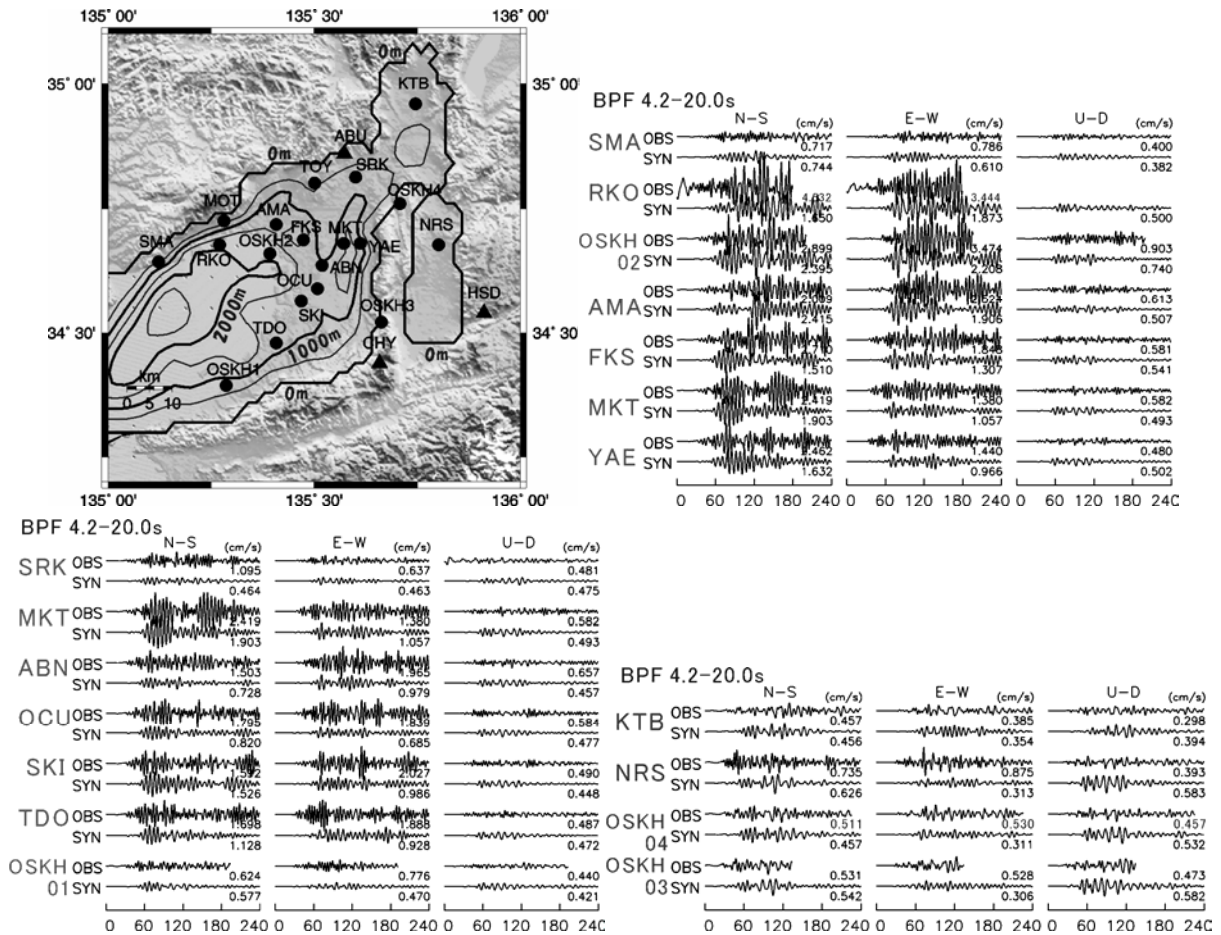 135° 00'
135° 30'
136° 00'
35° 00'
35° 00'
34° 30'
34° 30'
0m
KTB
ABU
0m
TOY
SRK
OSKH4
MOT
AMA
FKS
MKT
NRS
SMA
OSKH2
YAE
RKO
ABN
OCU
HSD
2000m
SKI
OSKH3
TDO
1000m
CHY
0m
OSKH1
0m
Km
0 5 10
135° 00'
135° 30'
136° 00'
BPF 4.2-20.0s
N-S (cm/s) E-W (cm/s) U-D (cm/s)
SMA OBS 0.717 0.786 0.400
SYN 0.744 0.610 0.382
RKO OBS 3.444
SYN 1.873 0.500
OSKH 02 OBS 3.474 0.903
SYN 2.395 2.208 0.740
AMA OBS 0.613
SYN 2.415 1.906 0.507
FKS OBS 1.848 0.581
SYN 1.510 1.307 0.541
MKT OBS 2.419 1.380 0.582
SYN 1.903 1.057 0.493
YAE OBS 2.462 1.440 0.480
SYN 1.632 0.966 0.502
0 60 120 180 240 0 60 120 180 240 0 60 120 180 240
BPF 4.2-20.0s
N-S (cm/s) E-W (cm/s) U-D (cm/s)
SRK OBS 1.095 0.637 0.481
SYN 0.464 0.463 0.475
MKT OBS 2.419 1.380 0.582
SYN 1.903 1.057 0.493
ABN OBS 1.503 1.965 0.657
SYN 0.728 0.979 0.457
OCU OBS 1.795 1.839 0.584
SYN 0.820 0.685 0.477
SKI OBS 2.027 0.490
SYN 1.526 0.986 0.448
TDO OBS 1.698 1.888 0.487
SYN 1.128 0.928 0.472
OSKH 01 OBS 0.624 0.776 0.440
SYN 0.577 0.470 0.421
0 60 120 180 240 0 60 120 180 240 0 60 120 180 240
BPF 4.2-20.0s
N-S (cm/s) E-W (cm/s) U-D (cm/s)
KTB OBS 0.457 0.385 0.298
SYN 0.456 0.354 0.394
NRS OBS 0.735 0.875 0.393
SYN 0.626 0.313 0.583
OSKH 04 OBS 0.511 0.530 0.457
SYN 0.457 0.311 0.532
OSKH 03 OBS 0.531 0.528 0.473
SYN 0.542 0.306 0.582
0 60 120 180 240 0 60 120 180 240 0 60 120 180 240